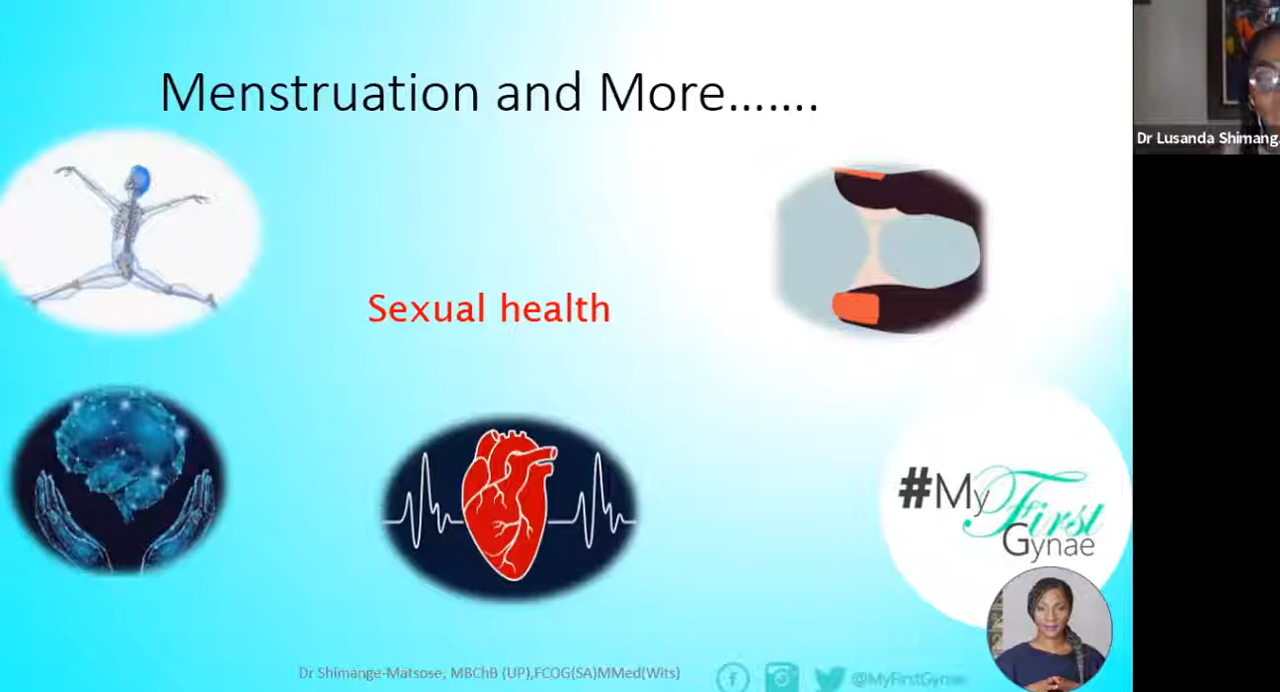 Menstruation and More.......
Dr Lusanda Shimang.
Sexual health
#My First Gynae
Dr Shimange-Matsose, MBChB (UP),FCOG(SA)MMed(Wits)
@MyFirstGynae